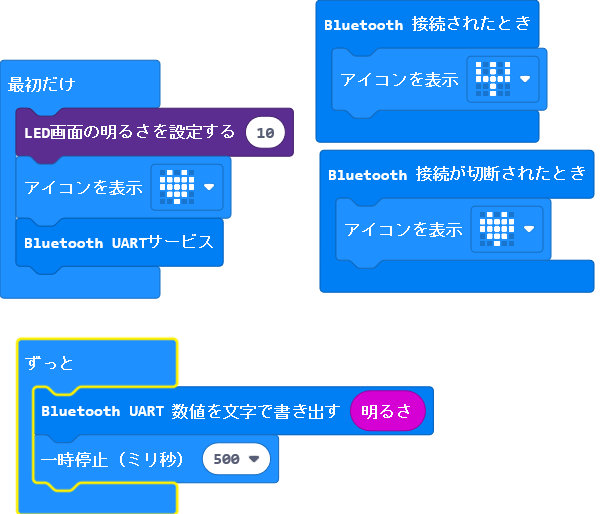 最初だけ
LED画面の明るさを設定する 10
アイコンを表示
Bluetooth UARTサービス
Bluetooth 接続されたとき
アイコンを表示
Bluetooth 接続が切断されたとき
アイコンを表示
ずっと
Bluetooth UART 数値を文字で書き出す 明るさ
一時停止（ミリ秒） 500